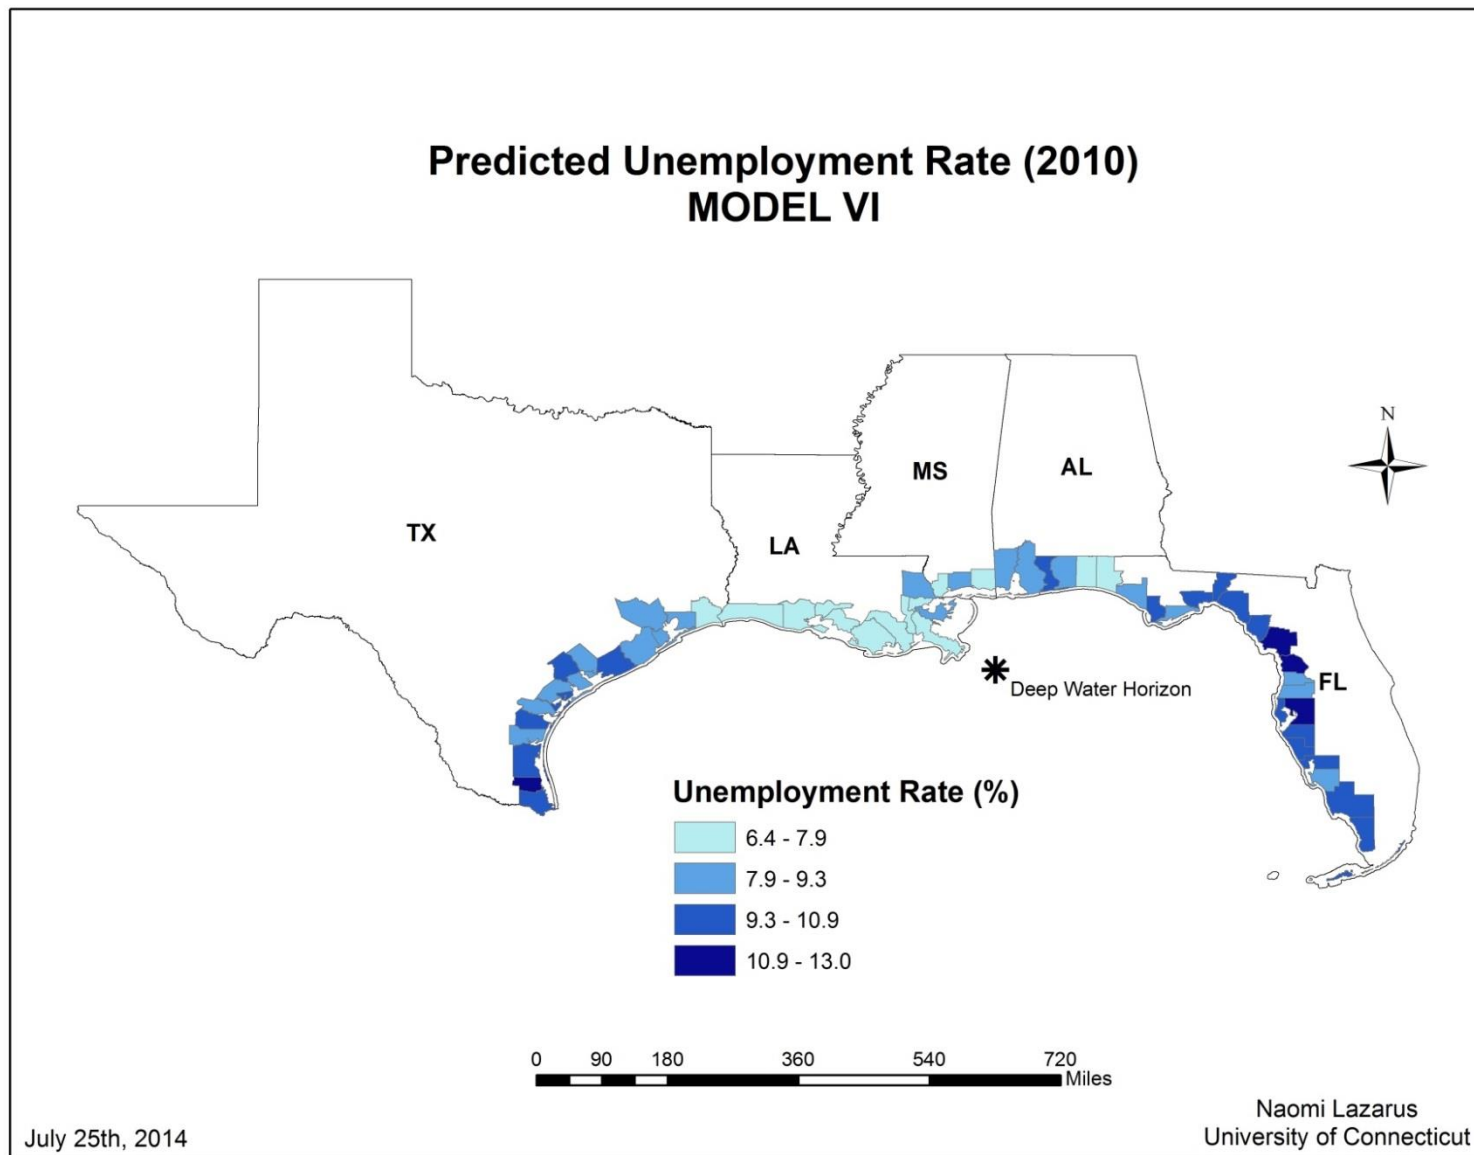 Predicted Unemployment Rate (2010)
MODEL VI
N
MS
AL
TX
LA
FL
Deep Water Horizon
Unemployment Rate (%)
6.4 - 7.9
7.9 - 9.3
9.3 - 10.9
10.9 - 13.0
0 90 180 360 540 720
Miles
July 25th, 2014
Naomi Lazarus
University of Connecticut